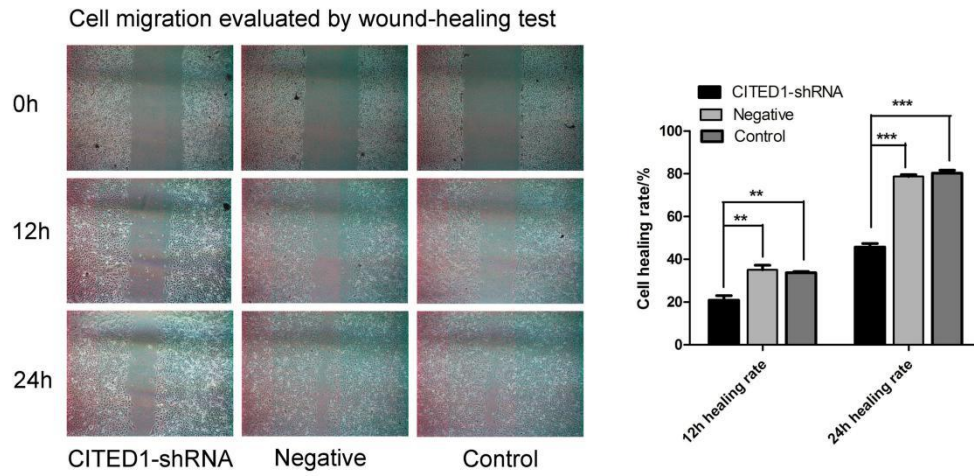 Cell migration evaluated by wound-healing test
0h
12h
24h
CITED1-shRNA Negative Control
CITED1-shRNA
Negative
Control
***
***
**
**
Cell healing rate/%
100
80
60
40
20
0
12h healing rate
24h healing rate